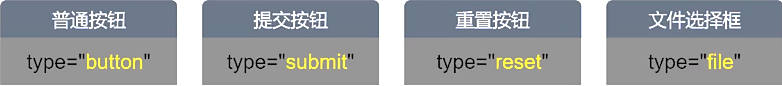 普通按钮
type="button"
提交按钮
type="submit"
重置按钮
type="reset"
文件选择框
type="file"